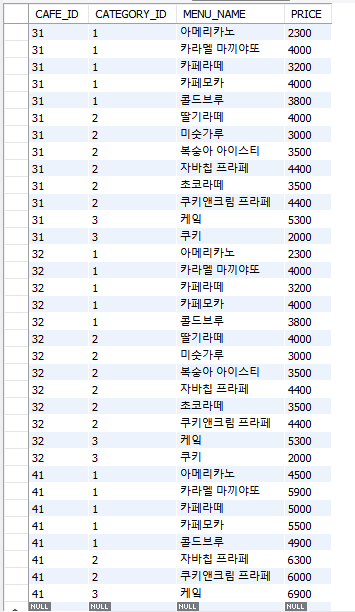 CAFE_ID CATEGORY_ID MENU_NAME PRICE
31 1 아메리카노 2300
31 1 카라멜 마끼야또 4000
31 1 카페라떼 3200
31 1 카페모카 4000
31 1 콜드브루 3800
31 2 딸기라떼 4000
31 2 미숫가루 3000
31 2 복숭아 아이스티 3500
31 2 자바칩 프라페 4400
31 2 초코라떼 3500
31 2 쿠키앤크림 프라페 4400
31 3 케잌 5300
31 3 쿠키 2000
32 1 아메리카노 2300
32 1 카라멜 마끼야또 4000
32 1 카페라떼 3200
32 1 카페모카 4000
32 1 콜드브루 3800
32 2 딸기라떼 4000
32 2 미숫가루 3000
32 2 복숭아 아이스티 3500
32 2 자바칩 프라페 4400
32 2 초코라떼 3500
32 2 쿠키앤크림 프라페 4400
32 3 케잌 5300
32 3 쿠키 2000
41 1 아메리카노 4500
41 1 카라멜 마끼야또 5900
41 1 카페라떼 5000
41 1 카페모카 5500
41 1 콜드브루 4900
41 2 자바칩 프라페 6300
41 2 쿠키앤크림 프라페 6000
41 3 케잌 6900
NULL NULL NULL NULL